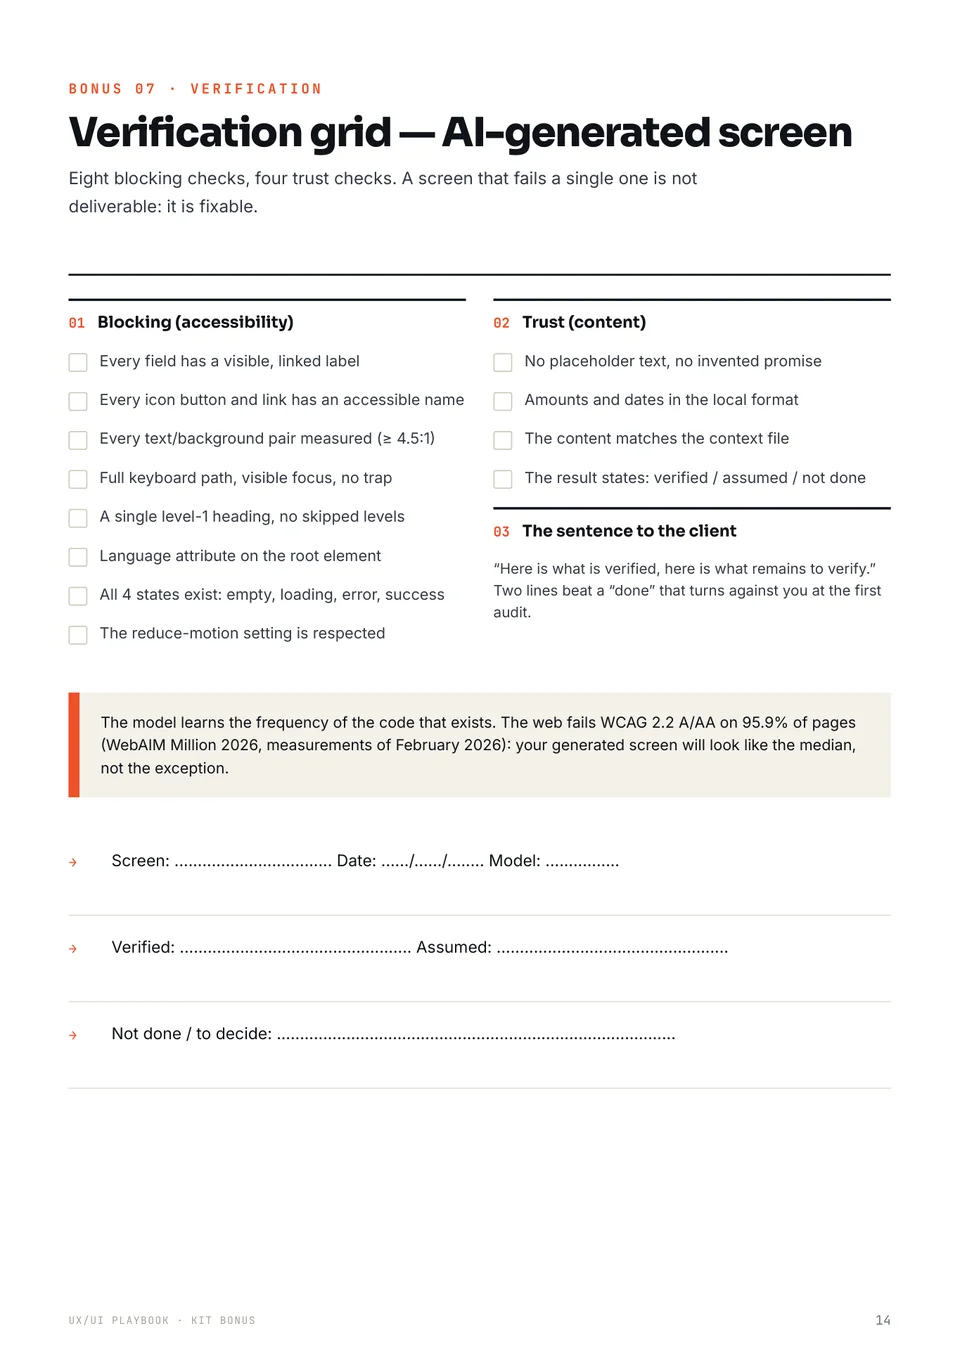 BONUS 07 · VERIFICATION
Verification grid — AI-generated screen
Eight blocking checks, four trust checks. A screen that fails a single one is not
deliverable: it is fixable.
01 Blocking (accessibility)
Every field has a visible, linked label
Every icon button and link has an accessible name
Every text/background pair measured (≥ 4.5:1)
Full keyboard path, visible focus, no trap
A single level-1 heading, no skipped levels
Language attribute on the root element
All 4 states exist: empty, loading, error, success
The reduce-motion setting is respected
02 Trust (content)
No placeholder text, no invented promise
Amounts and dates in the local format
The content matches the context file
The result states: verified / assumed / not done
03 The sentence to the client
“Here is what is verified, here is what remains to verify.”
Two lines beat a “done” that turns against you at the first
audit.
The model learns the frequency of the code that exists. The web fails WCAG 2.2 A/AA on 95.9% of pages
(WebAIM Million 2026, measurements of February 2026): your generated screen will look like the median,
not the exception.
→ Screen: .................................. Date: ....../....../........ Model: ................
→ Verified: .................................................. Assumed: ..................................................
→ Not done / to decide: ......................................................................................
UX/UI PLAYBOOK · KIT BONUS
14